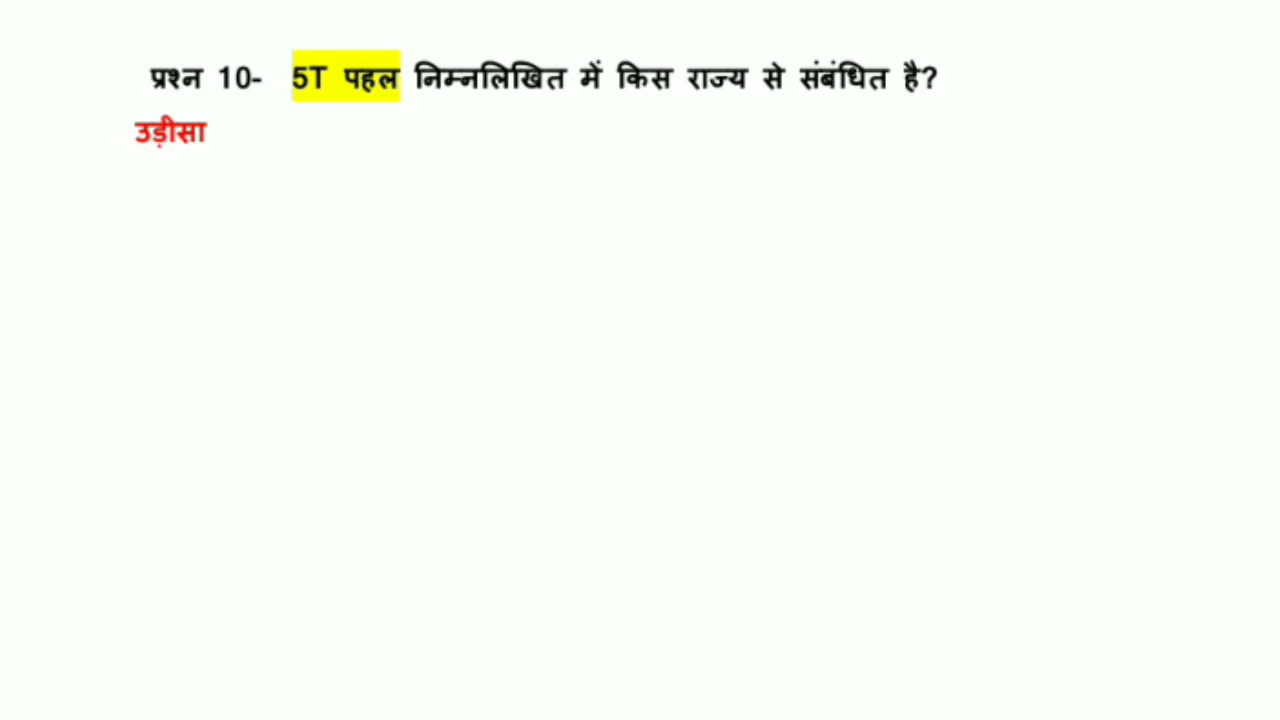 प्रश्न 10- 5T पहल निम्नलिखित में किस राज्य से संबंधित है?
उड़ीसा